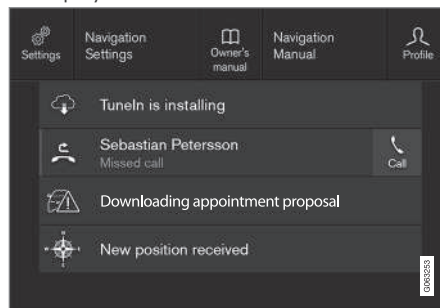 Settings
Navigation
Settings
Owner's
manual
Navigation
Manual
Profile
TuneIn is installing
Sebastian Petersson
Missed call
Call
Downloading appointment proposal
New position received
G063253